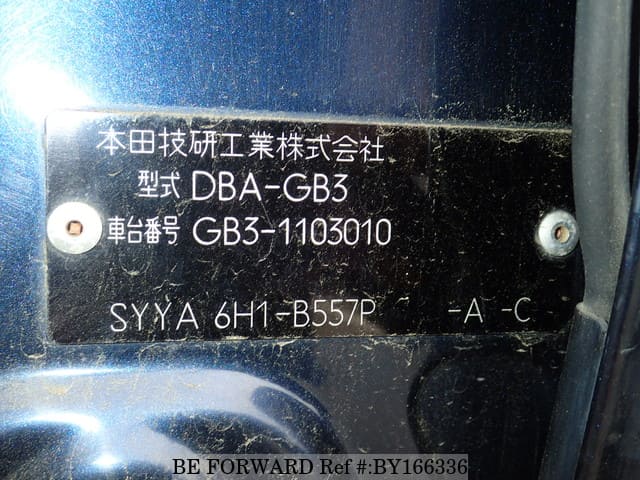 本田技研工業株式会社
型式 DBA-GB3
車台番号 GB3-1103010
SYYA 6H1-B557P -A -C
BE FORWARD Ref #:BY166336